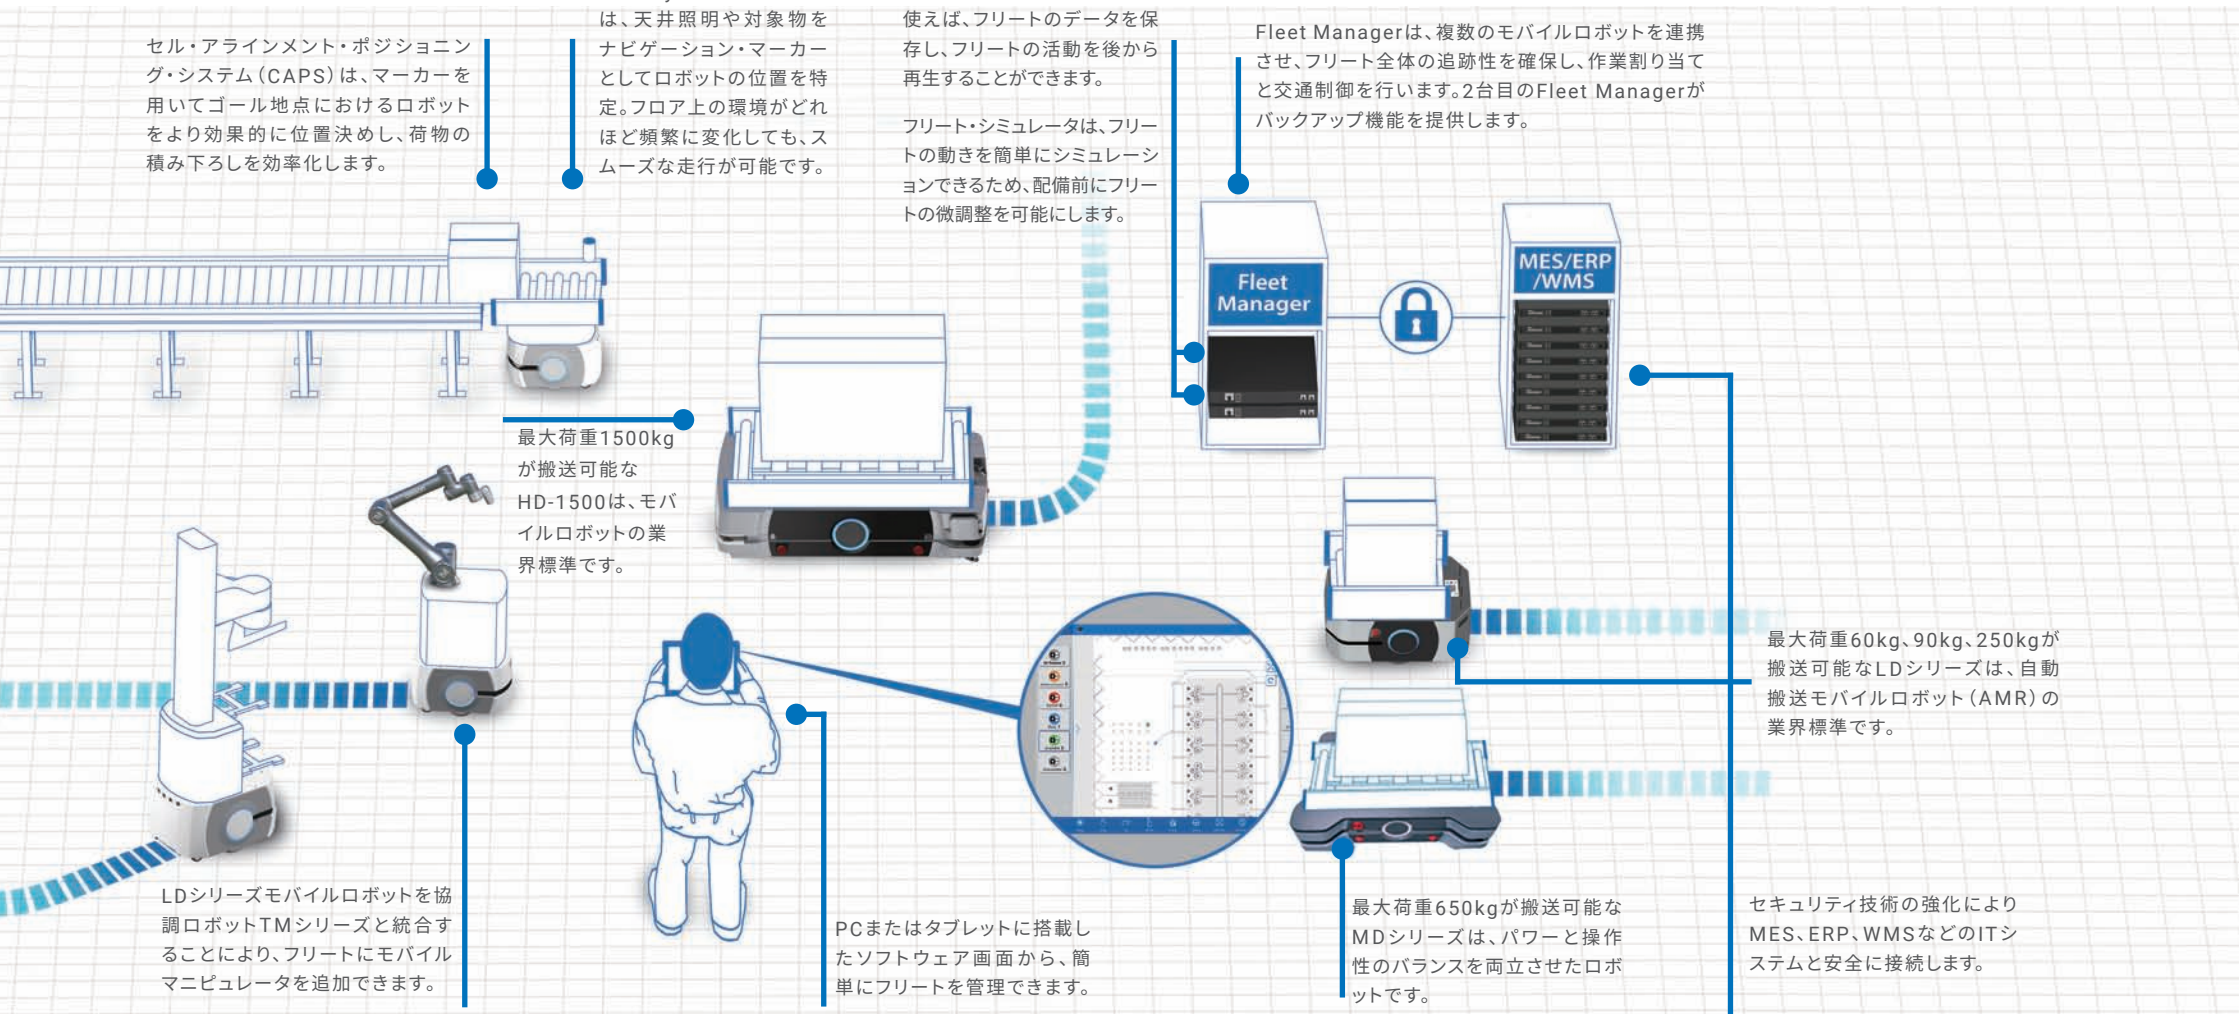 セル・アラインメント・ポジショニン
グ・システム（CAPS）は、マーカーを
用いてゴール地点におけるロボット
をより効果的に位置決めし、荷物の
積み下ろしを効率化します。
は、天井照明や対象物を
ナビゲーション・マーカー
としてロボットの位置を特
定。フロア上の環境がどれ
ほど頻繁に変化しても、ス
ムーズな走行が可能です。
使えば、フリートのデータを保
存し、フリートの活動を後から
再生することができます。
フリート・シミュレータは、フリー
トの動きを簡単にシミュレーシ
ョンできるため、配備前にフリー
トの微調整を可能にします。
Fleet Managerは、複数のモバイルロボットを連携
させ、フリート全体の追跡性を確保し、作業割り当て
と交通制御を行います。2台目のFleet Managerが
バックアップ機能を提供します。
Fleet
Manager
MES/ERP
/WMS
最大荷重1500kg
が搬送可能な
HD-1500は、モバ
イルロボットの業
界標準です。
最大荷重60kg、90kg、250kgが
搬送可能なLDシリーズは、自動
搬送モバイルロボット（AMR）の
業界標準です。
LDシリーズモバイルロボットを協
調ロボットTMシリーズと統合す
ることにより、フリートにモバイル
マニピュレータを追加できます。
PCまたはタブレットに搭載し
たソフトウェア画面から、簡
単にフリートを管理できます。
最大荷重650kgが搬送可能な
MDシリーズは、パワーと操作
性のバランスを両立させたロボ
ットです。
セキュリティ技術の強化により
MES、ERP、WMSなどのITシ
ステムと安全に接続します。